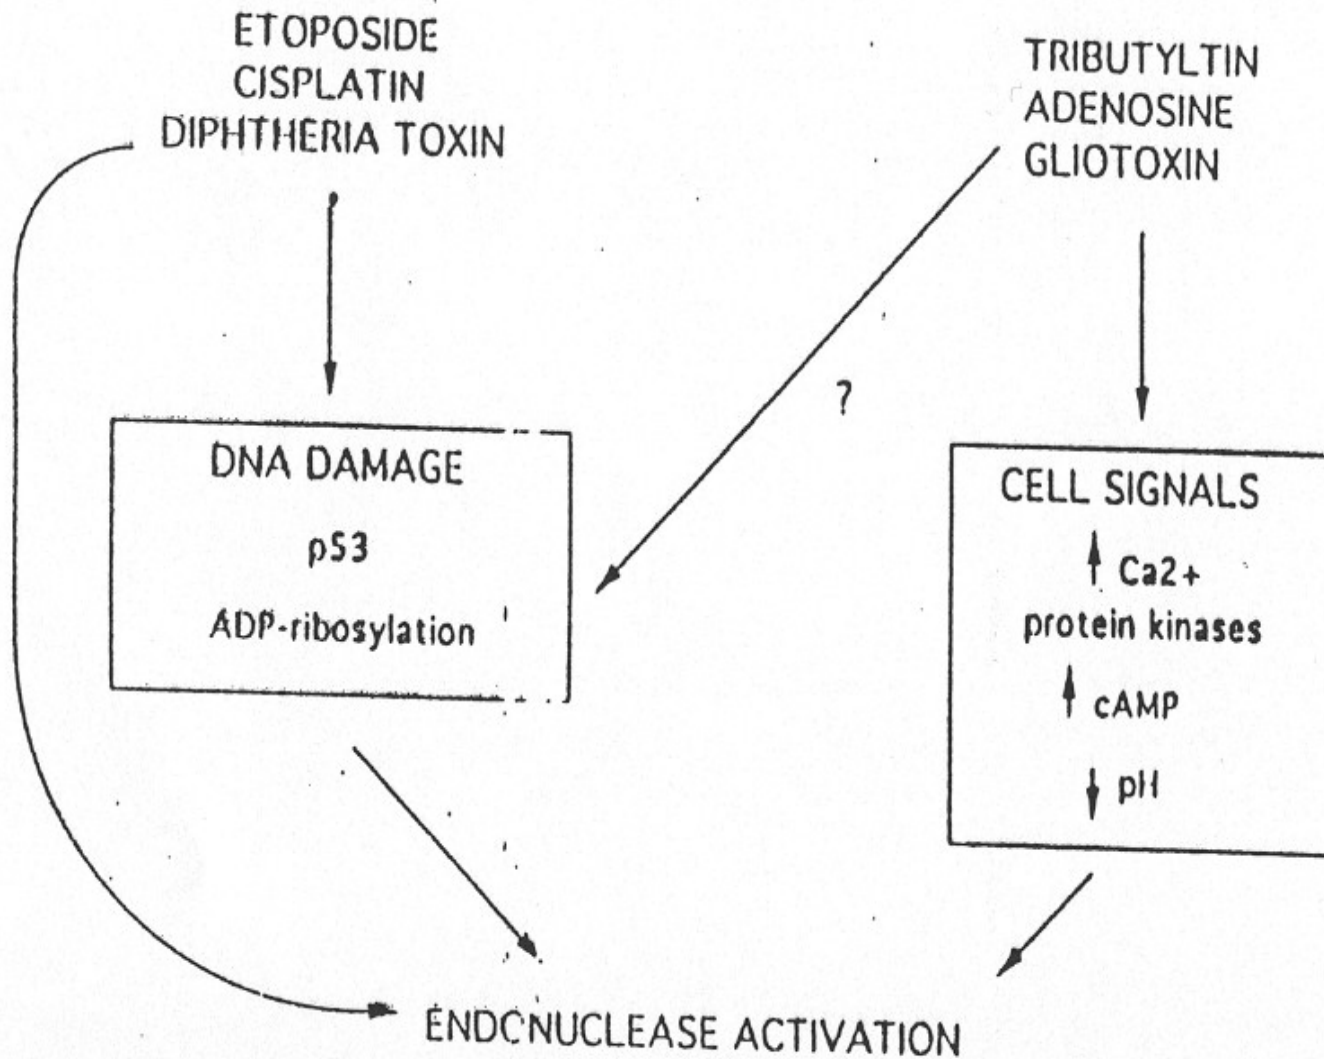 ETOPOSIDE
CISPLATIN
DIPHTHERIA TOXIN
TRIBUTYLTIN
ADENOSINE
GLIOTOXIN
?
DNA DAMAGE
p53
ADP-ribosylation
CELL SIGNALS
↑ Ca2+
protein kinases
↑ cAMP
↓ pH
ENDONUCLEASE ACTIVATION